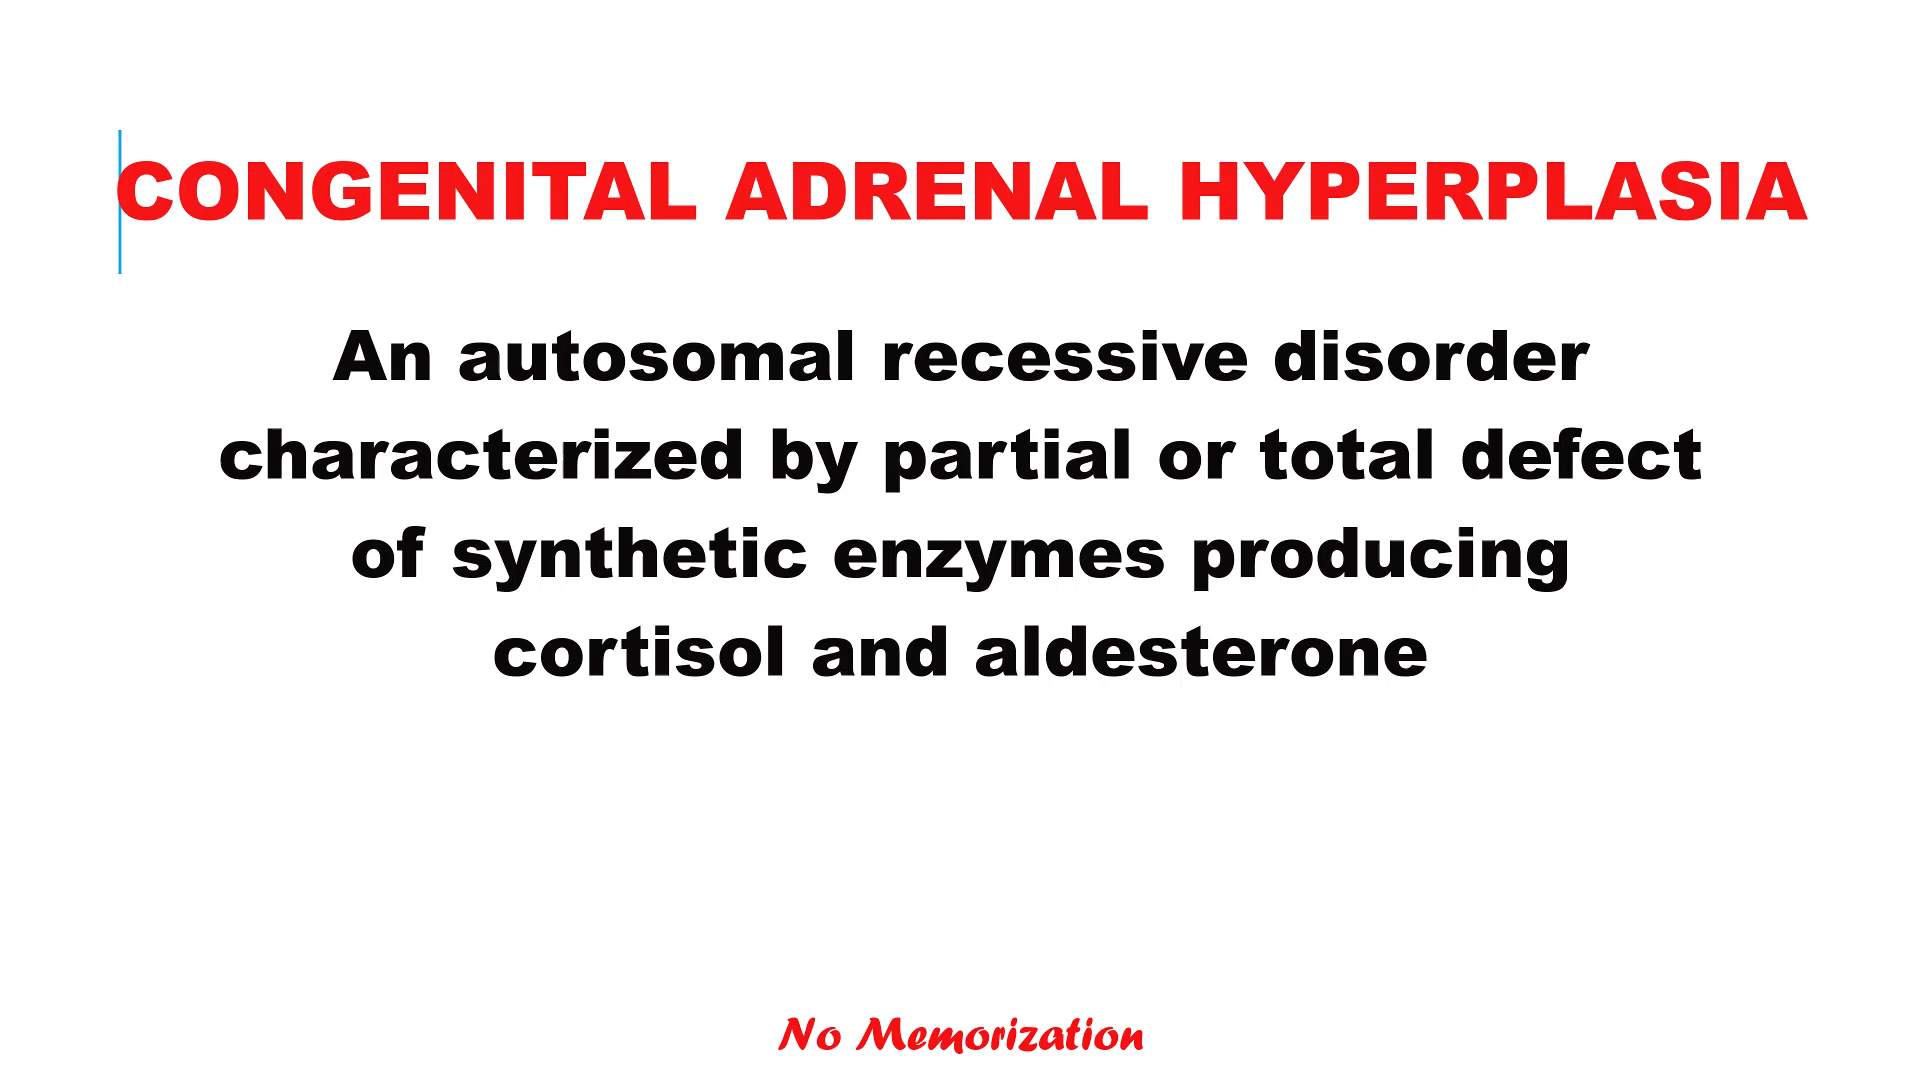 CONGENITAL ADRENAL HYPERPLASIA
An autosomal recessive disorder
characterized by partial or total defect
of synthetic enzymes producing
cortisol and aldesterone
No Memorization